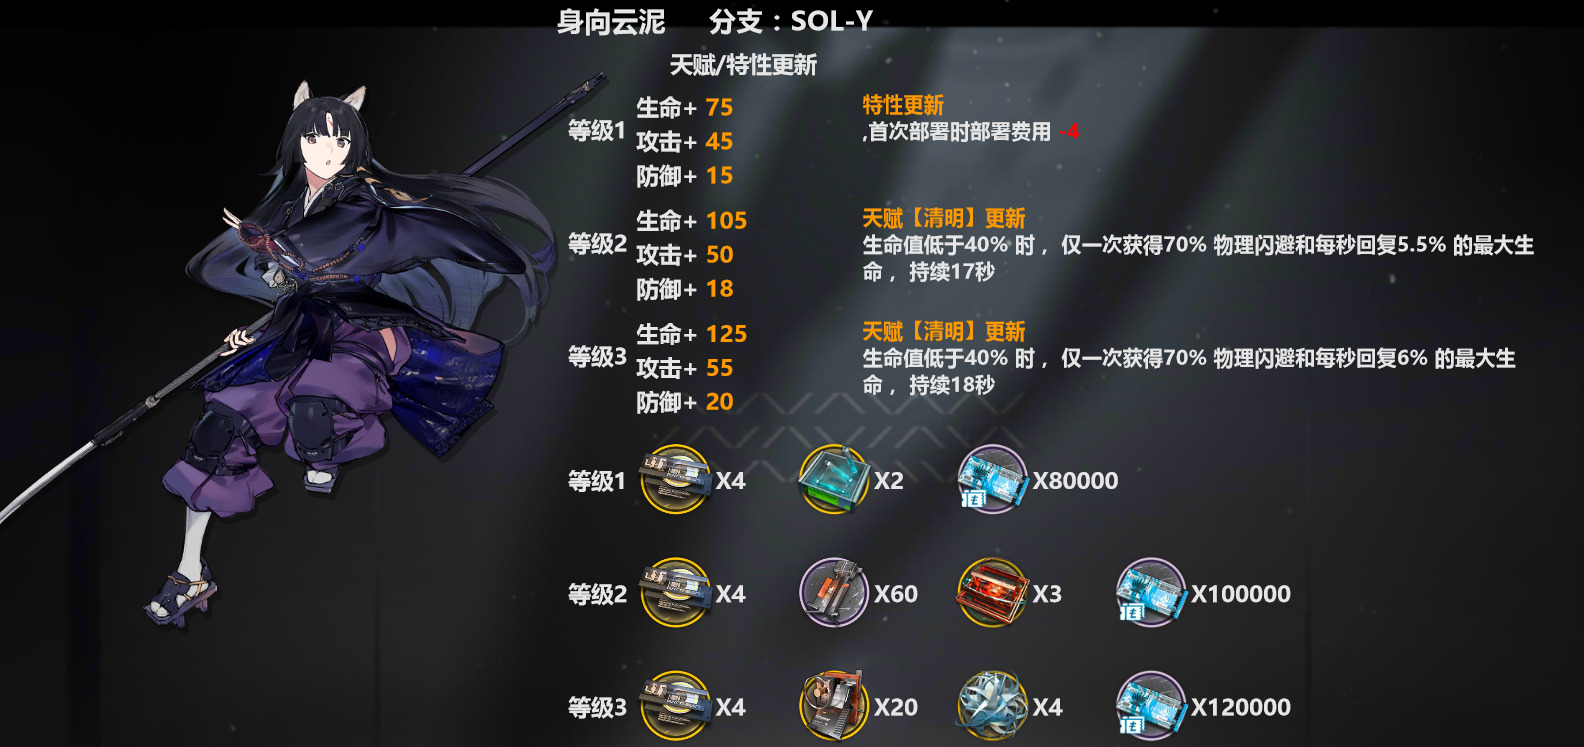 身向云泥 分支：SOL-Y
天赋/特性更新
等级1
生命+ 75
攻击+ 45
防御+ 15
特性更新
,首次部署时部署费用 -4
等级2
生命+ 105
攻击+ 50
防御+ 18
天赋【清明】更新
生命值低于40% 时， 仅一次获得70% 物理闪避和每秒回复5.5% 的最大生
命， 持续17秒
等级3
生命+ 125
攻击+ 55
防御+ 20
天赋【清明】更新
生命值低于40% 时， 仅一次获得70% 物理闪避和每秒回复6% 的最大生
命， 持续18秒
等级1 X4 X2 X80000
等级2 X4 X60 X3 X100000
等级3 X4 X20 X4 X120000